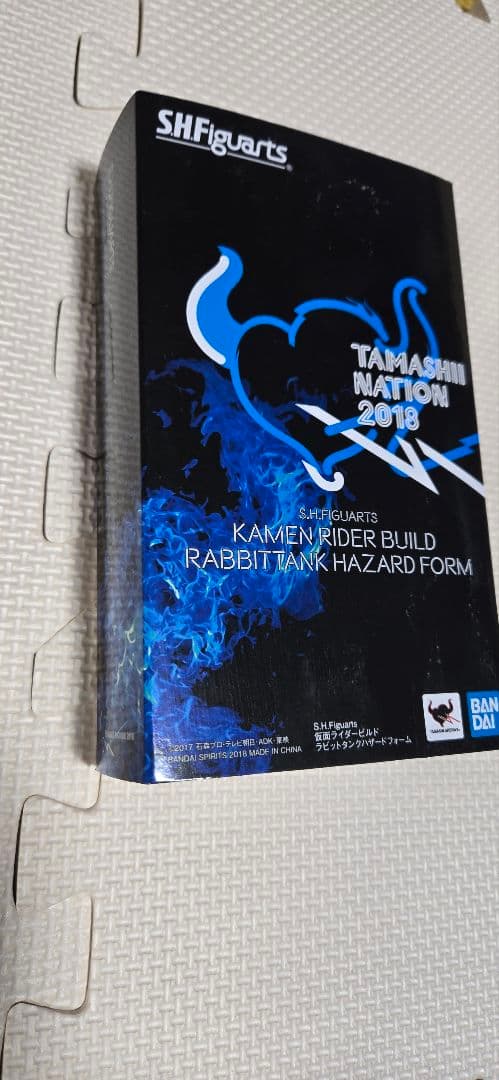 S.H.Figuarts
TAMASHII
NATION
2018
S.H.FIGUARTS
KAMEN RIDER BUILD
RABBITTANK HAZARD FORM
©2017 石森プロ・テレビ朝日・ADK・東映
BANDAI SPIRITS 2018 MADE IN CHINA
S.H.Figuarts
仮面ライダービルド
ラビットタンクハザードフォーム
BAN
DAI